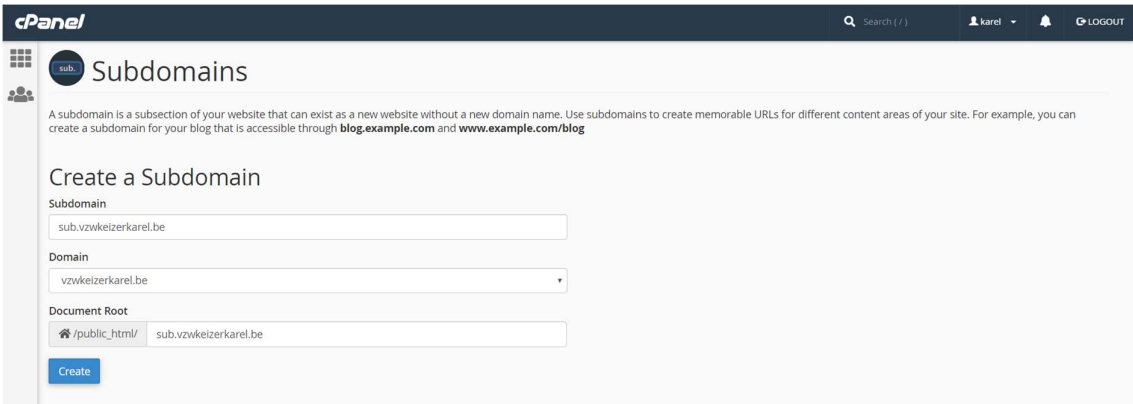 cPanel
Search ( / )
karel
LOGOUT
sub.
Subdomains
A subdomain is a subsection of your website that can exist as a new website without a new domain name. Use subdomains to create memorable URLs for different content areas of your site. For example, you can
create a subdomain for your blog that is accessible through blog.example.com and www.example.com/blog
Create a Subdomain
Subdomain
sub.vzwkeizerkarel.be
Domain
vzwkeizerkarel.be
Document Root
/public_html/ sub.vzwkeizerkarel.be
Create